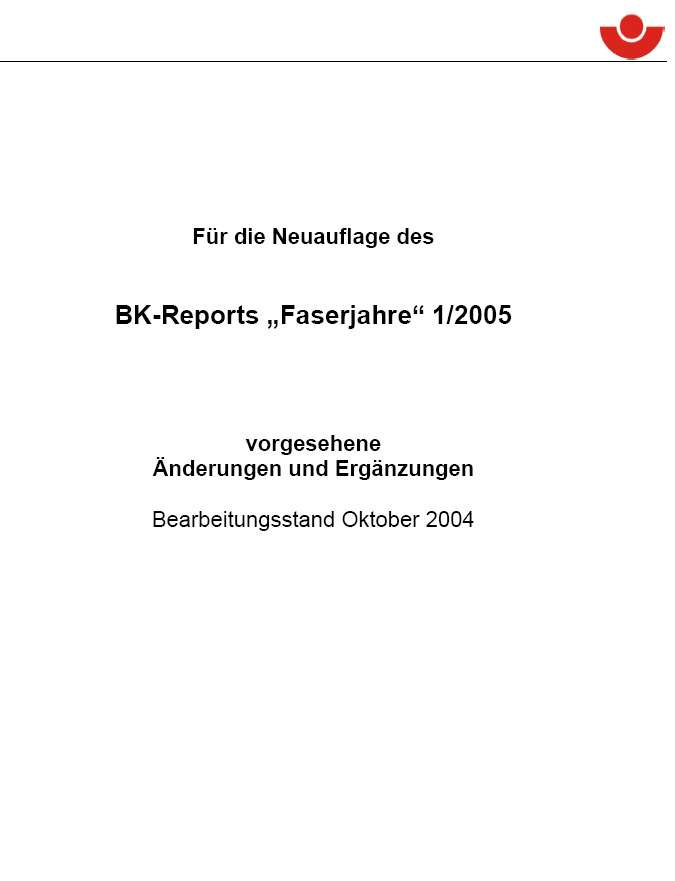 Für die Neuauflage des
BK-Reports „Faserjahre“ 1/2005
vorgesehene
Änderungen und Ergänzungen
Bearbeitungsstand Oktober 2004